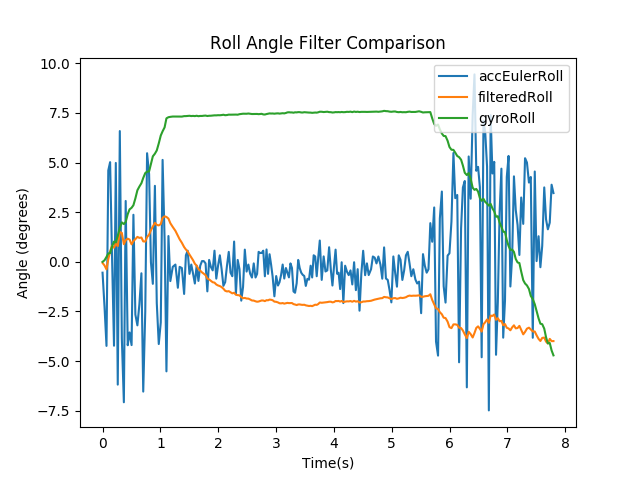 Roll Angle Filter Comparison
accEulerRoll
filteredRoll
gyroRoll
Angle (degrees)
10.0
7.5
5.0
2.5
0.0
−2.5
−5.0
−7.5
0 1 2 3 4 5 6 7 8
Time(s)